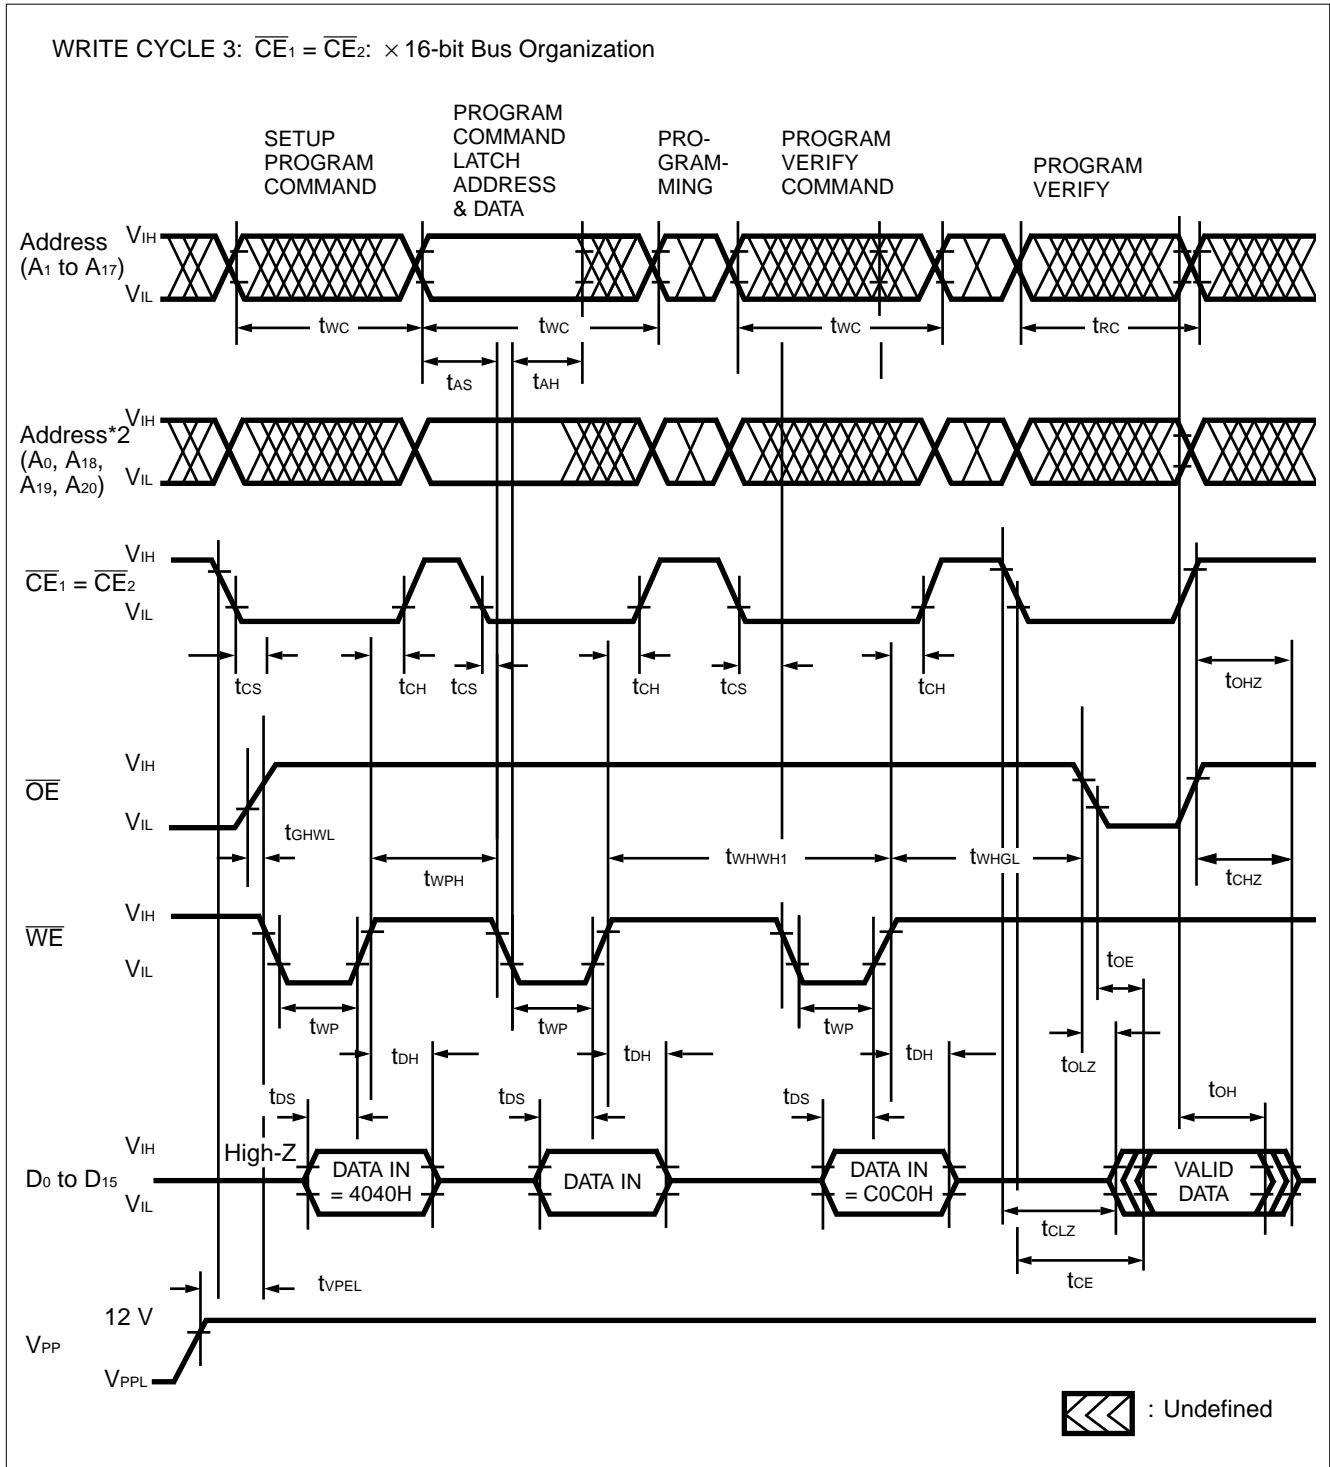 WRITE CYCLE 3: CE1 = CE2: × 16-bit Bus Organization
SETUP
PROGRAM
COMMAND
PROGRAM
COMMAND
LATCH
ADDRESS
& DATA
PRO-
GRAM-
MING
PROGRAM
VERIFY
COMMAND
PROGRAM
VERIFY
Address
(A1 to A17)
VIH
VIL
tWC
tWC
tWC
tRC
tAS
tAH
Address*2
(A0, A18,
A19, A20)
VIH
VIL
CE1 = CE2
VIH
VIL
tCS
tCH
tCS
tCH
tCS
tCH
tOHZ
OE
VIH
VIL
tGHWL
tWPH
tWHWH1
tWHGL
tCHZ
WE
VIH
VIL
tWP
tWP
tWP
tOE
tDH
tDH
tDH
tOLZ
tDS
tDS
tDS
tOH
D0 to D15
VIH
VIL
High-Z
DATA IN
= 4040H
DATA IN
DATA IN
= C0C0H
VALID
DATA
tCLZ
tCE
tVPEL
VPP
12 V
VPPL
: Undefined